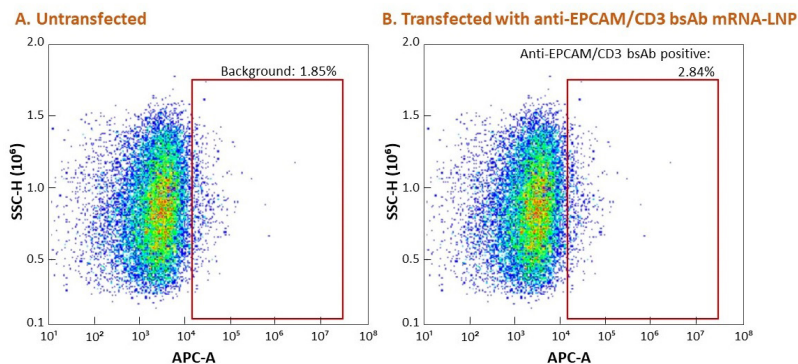 A. Untransfected
B. Transfected with anti-EPCAM/CD3 bsAb mRNA-LNP
2.0
Background: 1.85%
1.5
1.0
0.5
0.1
SSC-H (10⁶)
10¹ 10² 10³ 10⁴ 10⁵ 10⁶ 10⁷ 10⁸
APC-A
2.0
Anti-EPCAM/CD3 bsAb positive:
2.84%
1.5
1.0
0.5
0.1
SSC-H (10⁶)
10¹ 10² 10³ 10⁴ 10⁵ 10⁶ 10⁷ 10⁸
APC-A